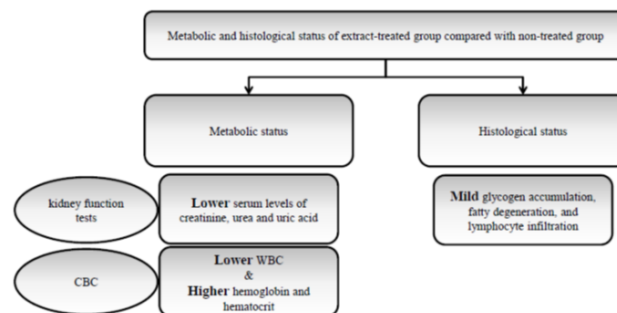 Metabolic and histological status of extract-treated group compared with non-treated group
Metabolic status
Histological status
kidney function
tests
Lower serum levels of
creatinine, urea and uric acid
Mild glycogen accumulation,
fatty degeneration, and
lymphocyte infiltration
CBC
Lower WBC
&
Higher hemoglobin and
hematocrit